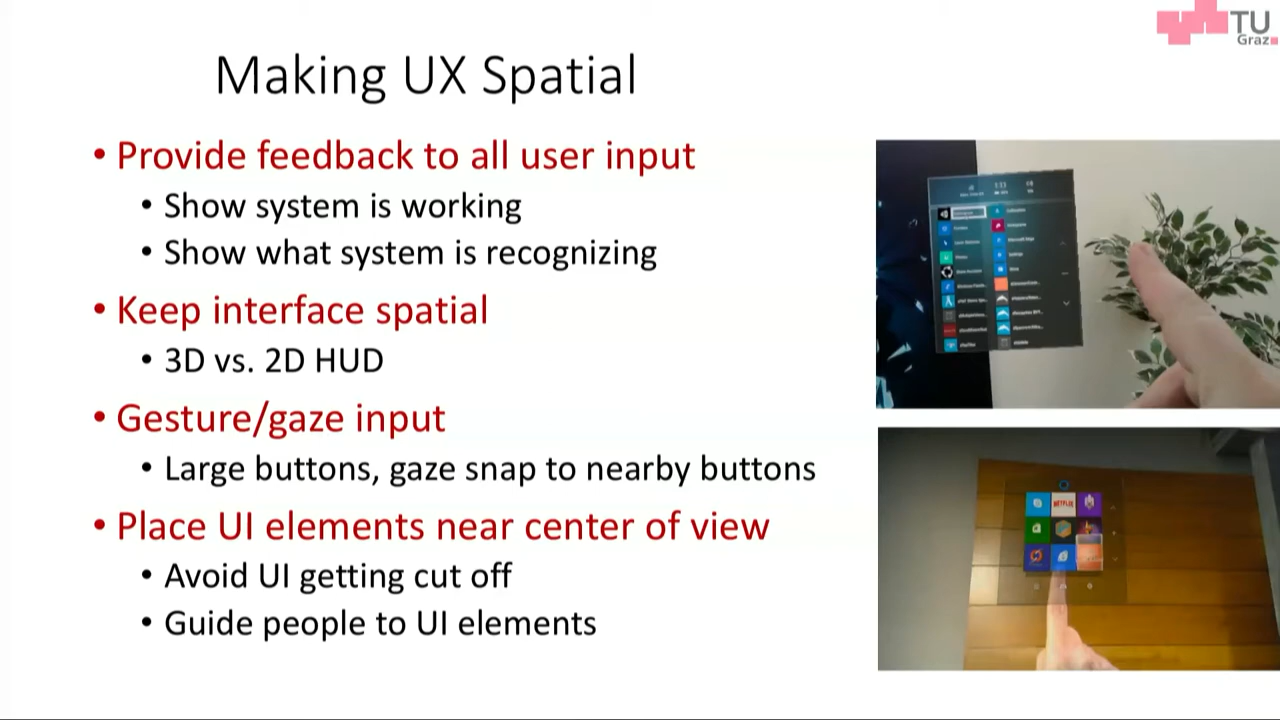 TU
Graz
Making UX Spatial
• Provide feedback to all user input
• Show system is working
• Show what system is recognizing
• Keep interface spatial
• 3D vs. 2D HUD
• Gesture/gaze input
• Large buttons, gaze snap to nearby buttons
• Place UI elements near center of view
• Avoid UI getting cut off
• Guide people to UI elements
NETFLIX